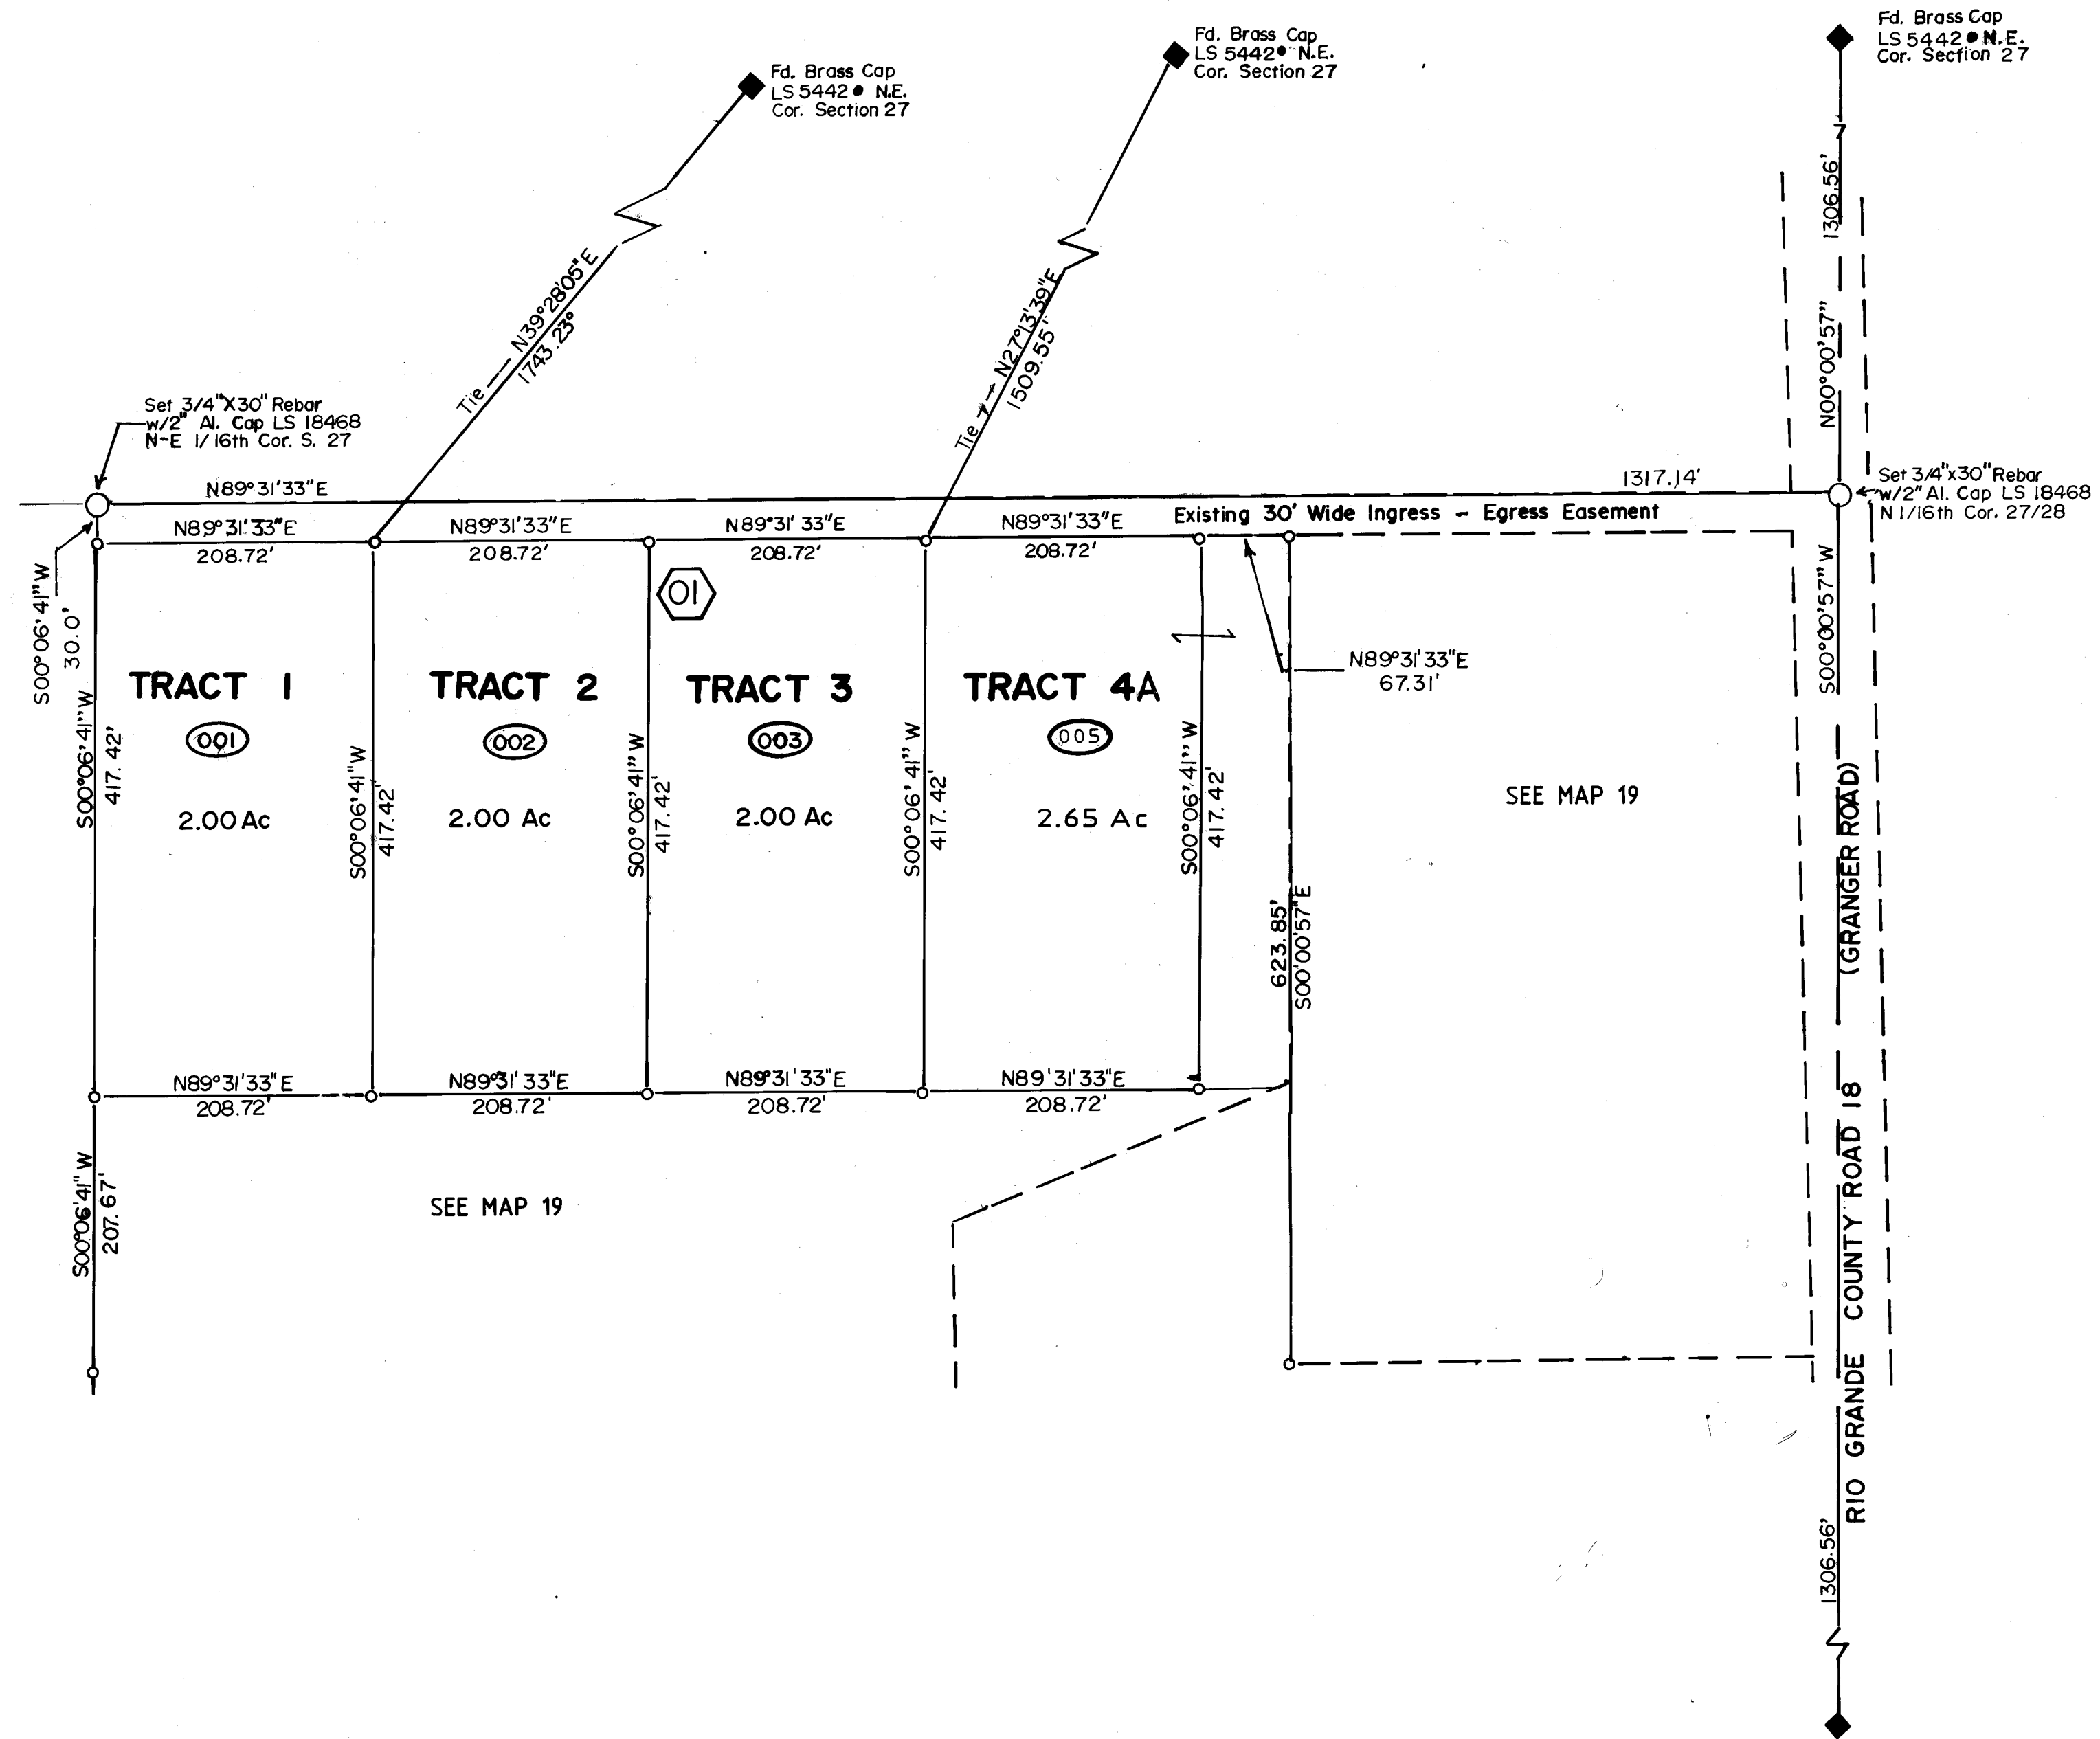 Fd. Brass Cap
LS 5442 N.E.
Cor. Section 27
Fd. Brass Cap
LS 5442 N.E.
Cor. Section 27
Fd. Brass Cap
LS 5442 N.E.
Cor. Section 27
Tie — N39°28'05"E
1743.23°
Tie — N27°13'39"E
1509.55'
1306.56'
N00°00'57"
Set 3/4"X30" Rebar
w/2" Al. Cap LS 18468
N-E 1/16th Cor. S. 27
N89°31'33"E
1317.14'
Set 3/4"x30" Rebar
w/2" Al. Cap LS 18468
N 1/16th Cor. 27/28
Existing 30' Wide Ingress - Egress Easement
N89°31'33"E
208.72'
N89°31'33"E
208.72'
N89°31'33"E
208.72'
N89°31'33"E
208.72'
S00°06'41"W
30.0'
01
N89°31'33"E
67.31'
S00°00'57"W
TRACT 1
001
2.00 Ac
TRACT 2
002
2.00 Ac
TRACT 3
003
2.00 Ac
TRACT 4A
005
2.65 Ac
S00°06'41"W
417.42'
S00°06'41"W
417.42'
S00°06'41"W
417.42'
S00°06'41"W
417.42'
S00°06'41"W
417.42'
SEE MAP 19
623.85'
S00'00'57"E
(GRANGER ROAD)
N89°31'33"E
208.72'
N89°31'33"E
208.72'
N89°31'33"E
208.72'
N89'31'33"E
208.72'
S00°06'41"W
207.67'
SEE MAP 19
RIO GRANDE COUNTY ROAD 18
1306.56'